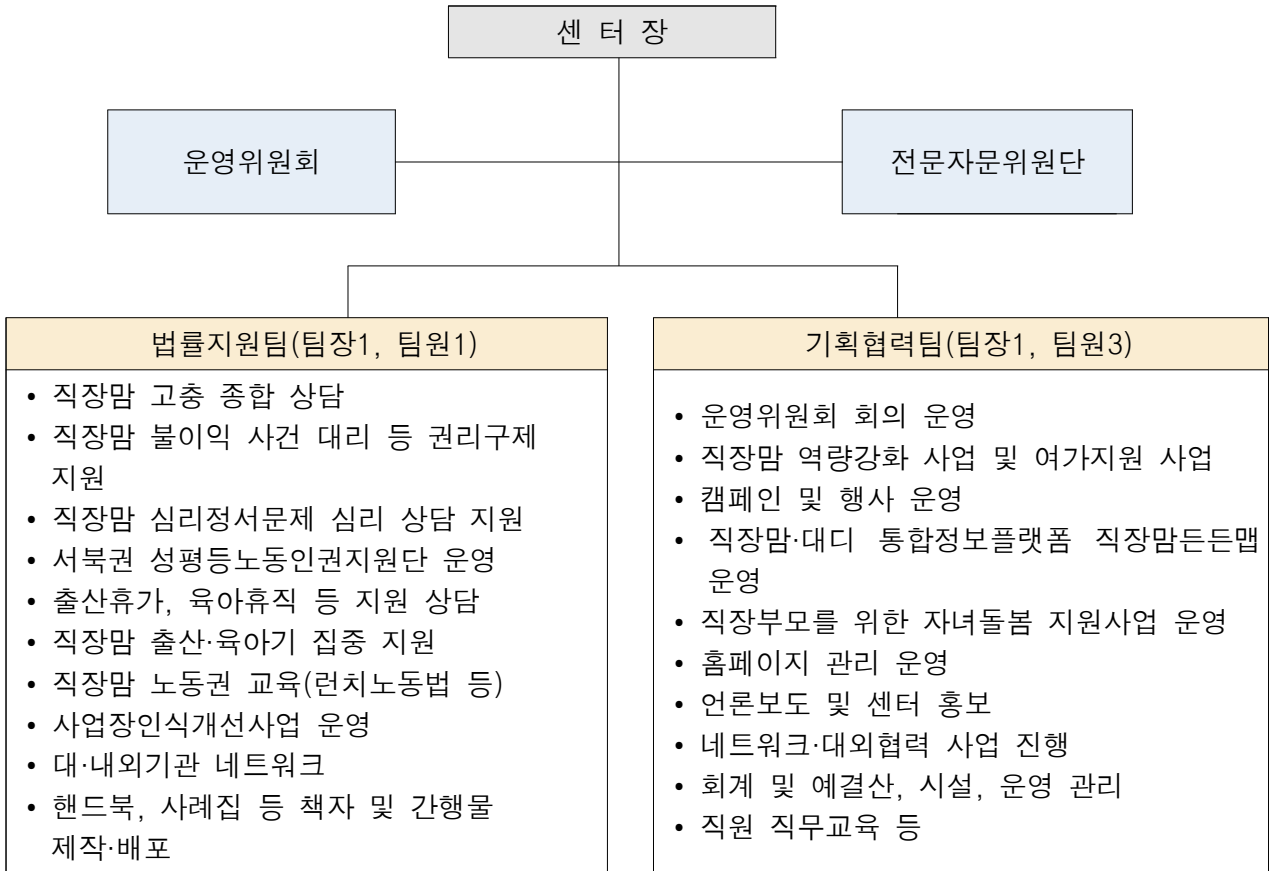 센 터 장
운영위원회
전문자문위원단
법률지원팀(팀장1, 팀원1)
• 직장맘 고충 종합 상담
• 직장맘 불이익 사건 대리 등 권리구제
지원
• 직장맘 심리정서문제 심리 상담 지원
• 서북권 성평등노동인권지원단 운영
• 출산휴가, 육아휴직 등 지원 상담
• 직장맘 출산·육아기 집중 지원
• 직장맘 노동권 교육(런치노동법 등)
• 사업장인식개선사업 운영
• 대·내외기관 네트워크
• 핸드북, 사례집 등 책자 및 간행물
제작·배포
기획협력팀(팀장1, 팀원3)
• 운영위원회 회의 운영
• 직장맘 역량강화 사업 및 여가지원 사업
• 캠페인 및 행사 운영
• 직장맘·대디 통합정보플랫폼 직장맘든든맵
운영
• 직장부모를 위한 자녀돌봄 지원사업 운영
• 홈페이지 관리 운영
• 언론보도 및 센터 홍보
• 네트워크·대외협력 사업 진행
• 회계 및 예결산, 시설, 운영 관리
• 직원 직무교육 등